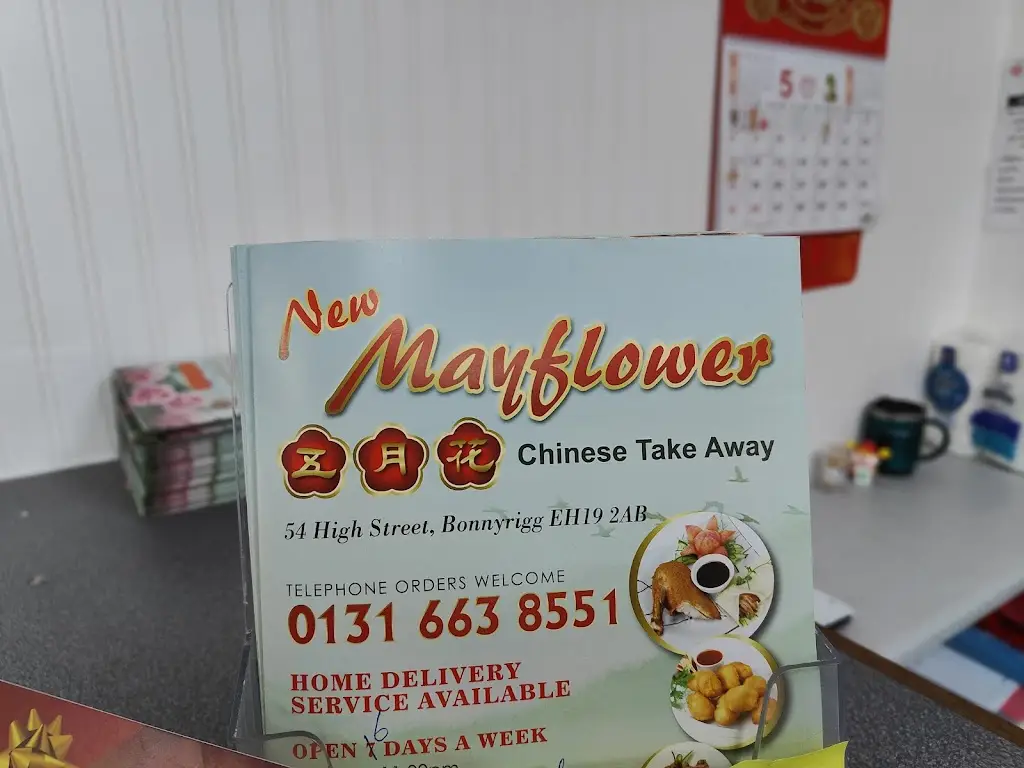 New
Mayflower
五月花 Chinese Take Away
54 High Street, Bonnyrigg EH19 2AB
TELEPHONE ORDERS WELCOME
0131 663 8551
HOME DELIVERY
SERVICE AVAILABLE
6
OPEN 7 DAYS A WEEK
5